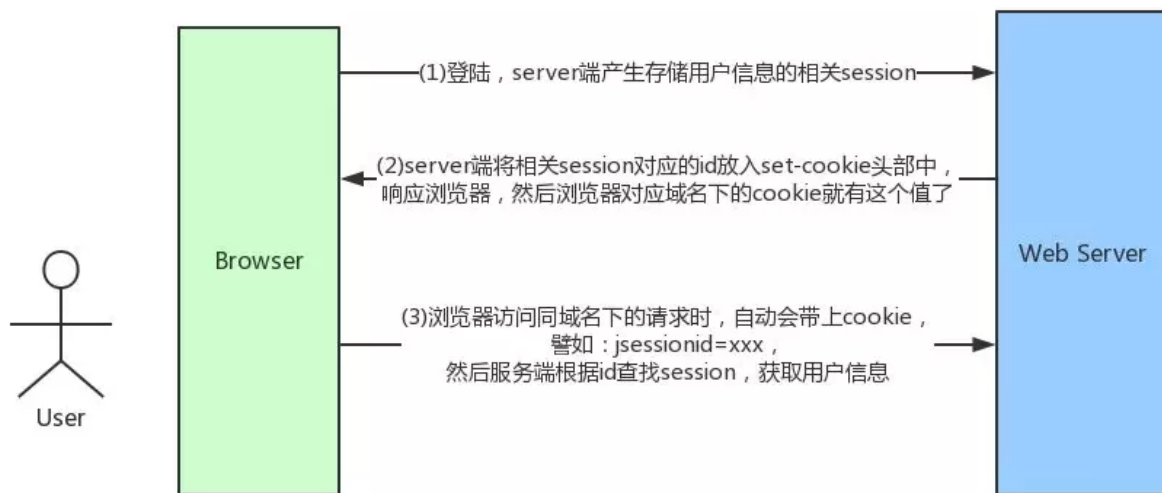 (1)登陆，server端产生存储用户信息的相关session
(2)server端将相关session对应的id放入set-cookie头部中，
响应浏览器，然后浏览器对应域名下的cookie就有这个值了
Browser
Web Server
(3)浏览器访问同域名下的请求时，自动会带上cookie，
譬如：jsessionid=xxx，
然后服务端根据id查找session，获取用户信息
User